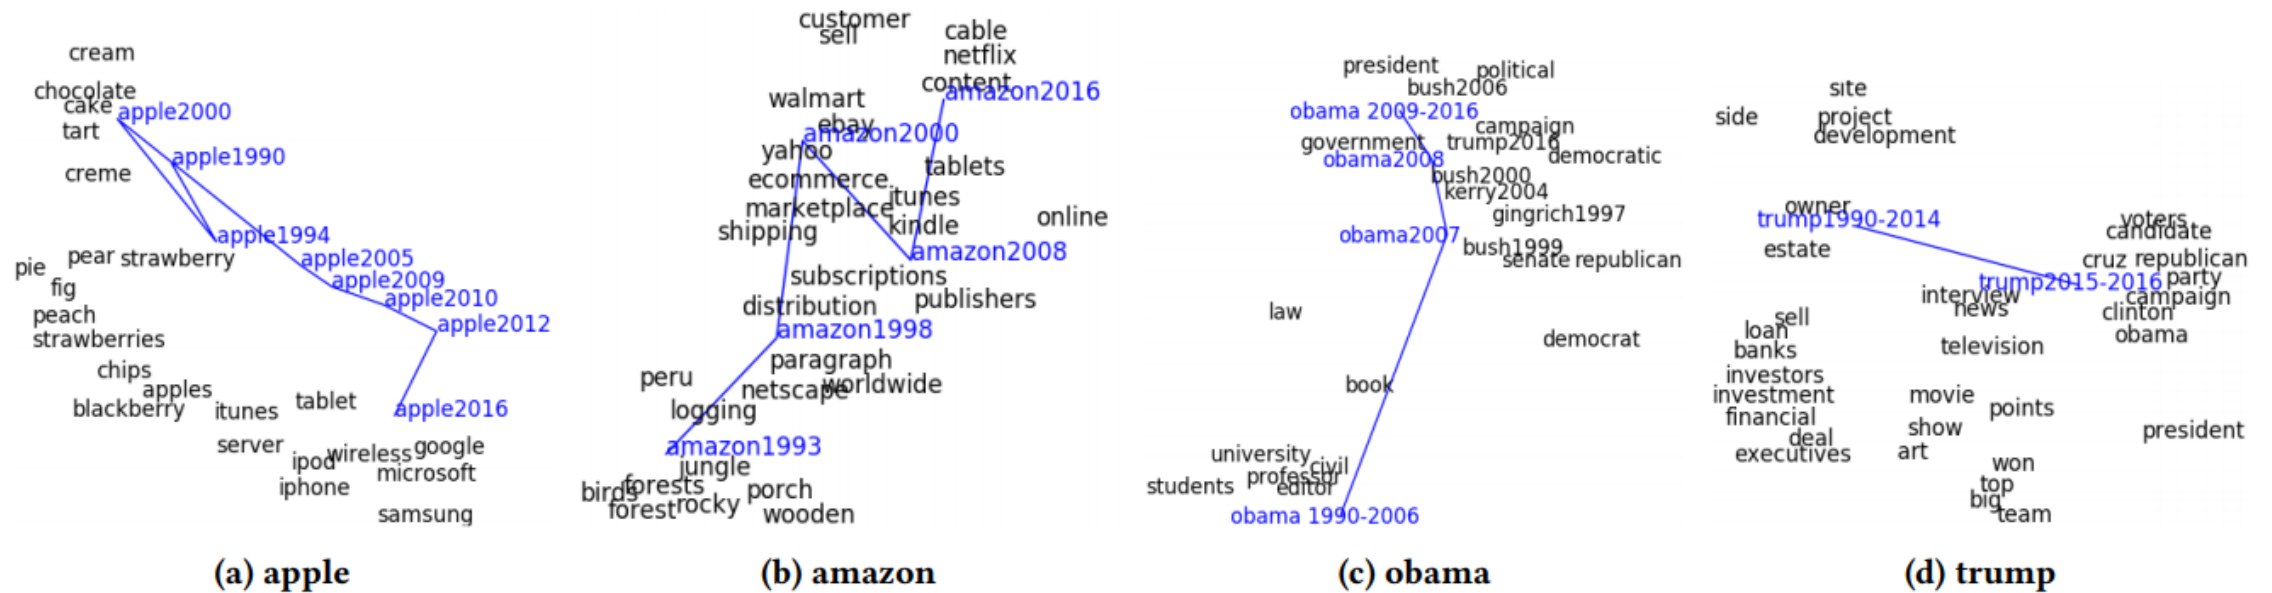 cream
chocolate
cake
apple2000
tart
apple1990
creme
apple1994
pear
strawberry
apple2005
pie
apple2009
fig
apple2010
peach
apple2012
strawberries
chips
apples
tablet
blackberry
itunes
apple2016
server
wireless
google
ipod
microsoft
iphone
samsung
(a) apple
customer
sell
cable
netflix
content
amazon2016
walmart
ebay
amazon2000
yahoo
tablets
ecommerce
itunes
marketplace
online
kindle
shipping
amazon2008
subscriptions
publishers
distribution
amazon1998
paragraph
peru
worldwide
netscape
logging
amazon1993
jungle
birds
forests
porch
rocky
forest
wooden
(b) amazon
president
political
bush2006
obama 2009-2016
campaign
government
trump2016
obama2008
democratic
bush2000
kerry2004
gingrich1997
obama2007
bush1999
senate
republican
law
democrat
book
university
civil
professor
students
editor
obama 1990-2006
(c) obama
site
side
project
development
owner
trump1990-2014
voters
candidate
estate
cruz
republican
trump2015-2016
party
interview
campaign
news
clinton
sell
loan
obama
banks
television
investors
investment
movie
points
financial
show
deal
president
executives
art
won
top
big
team
(d) trump